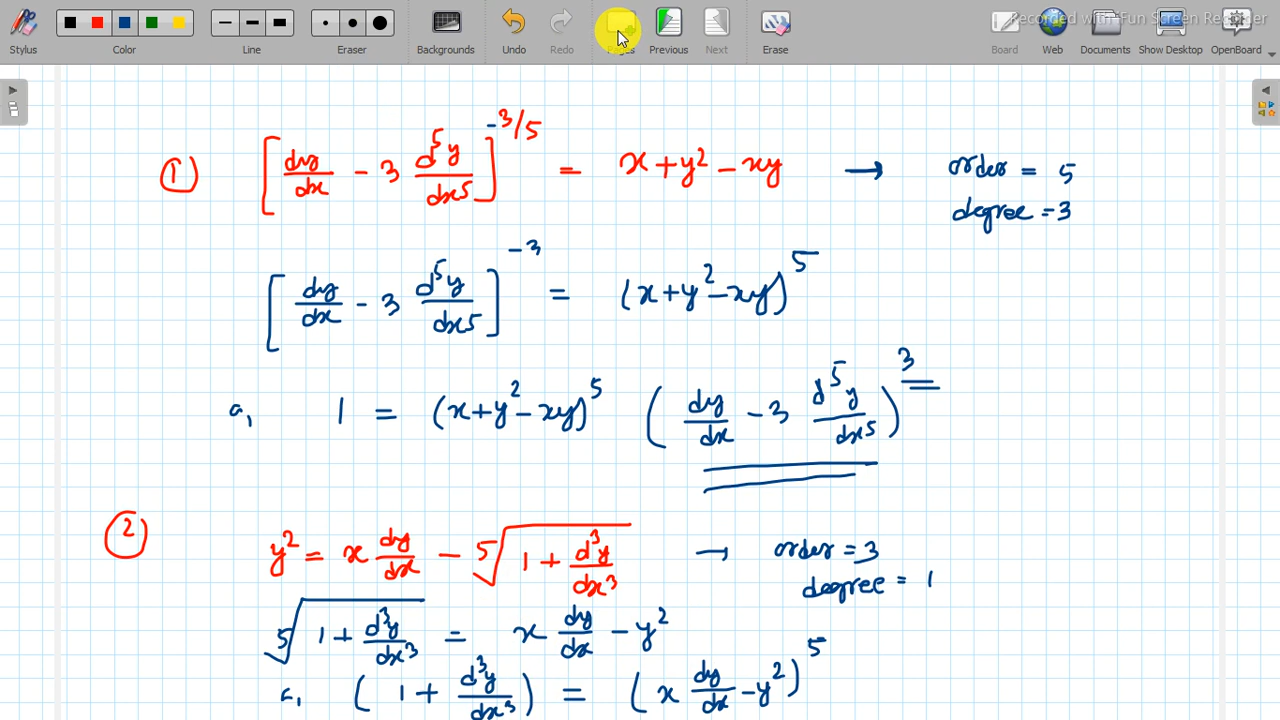 Recorded with Fun Screen Recorder
Stylus Color Line Eraser Backgrounds Undo Redo Pages Previous Next Erase Board Web Documents Show Desktop OpenBoard
① [dy/dx - 3 d⁵y/dx⁵]^(-3/5) = x + y² - xy → order = 5
degree = 3
[dy/dx - 3 d⁵y/dx⁵]^(-3) = (x+y²-xy)⁵
1 = (x+y²-xy)⁵ (dy/dx - 3 d⁵y/dx⁵)³
② y² = x dy/dx - ⁵√(1 + d³y/dx³) → order = 3
degree = 1
⁵√(1 + d³y/dx³) = x dy/dx - y²
(1 + d³y/dx³) = (x dy/dx - y²)⁵